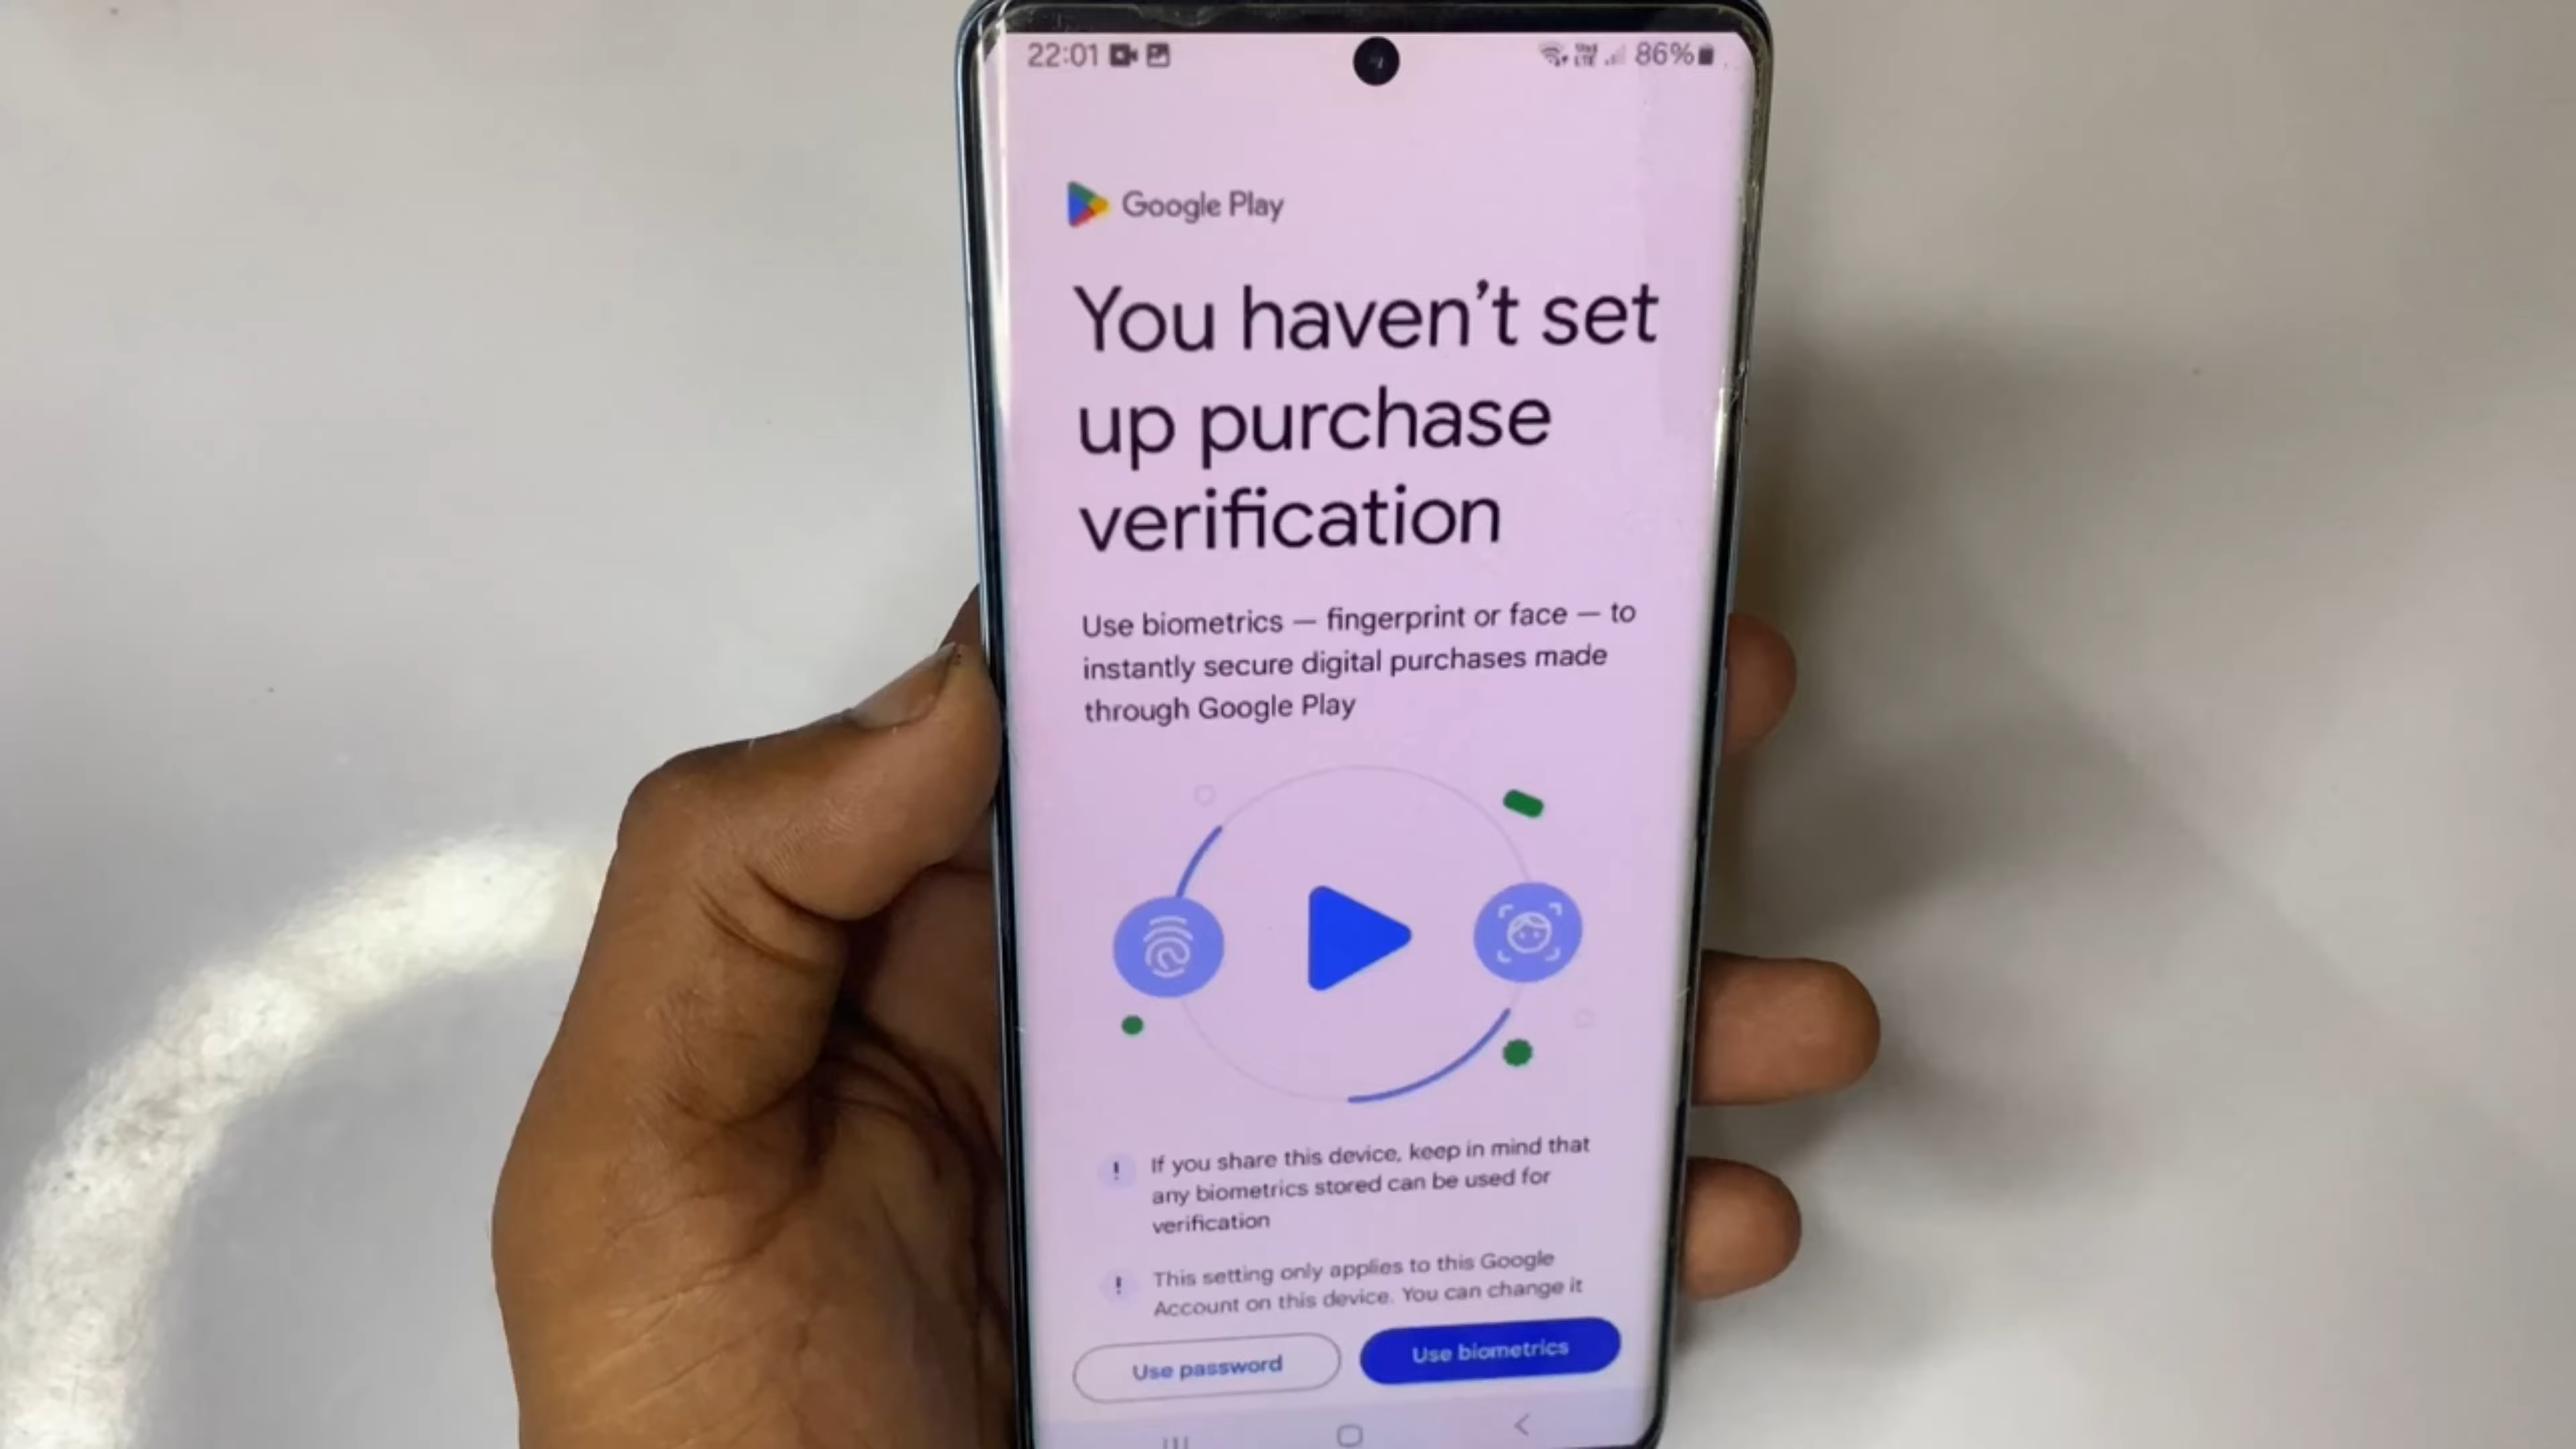 22:01 86%
Google Play
You haven't set
up purchase
verification
Use biometrics — fingerprint or face — to
instantly secure digital purchases made
through Google Play
! If you share this device, keep in mind that
any biometrics stored can be used for
verification
! This setting only applies to this Google
Account on this device. You can change it
Use password Use biometrics